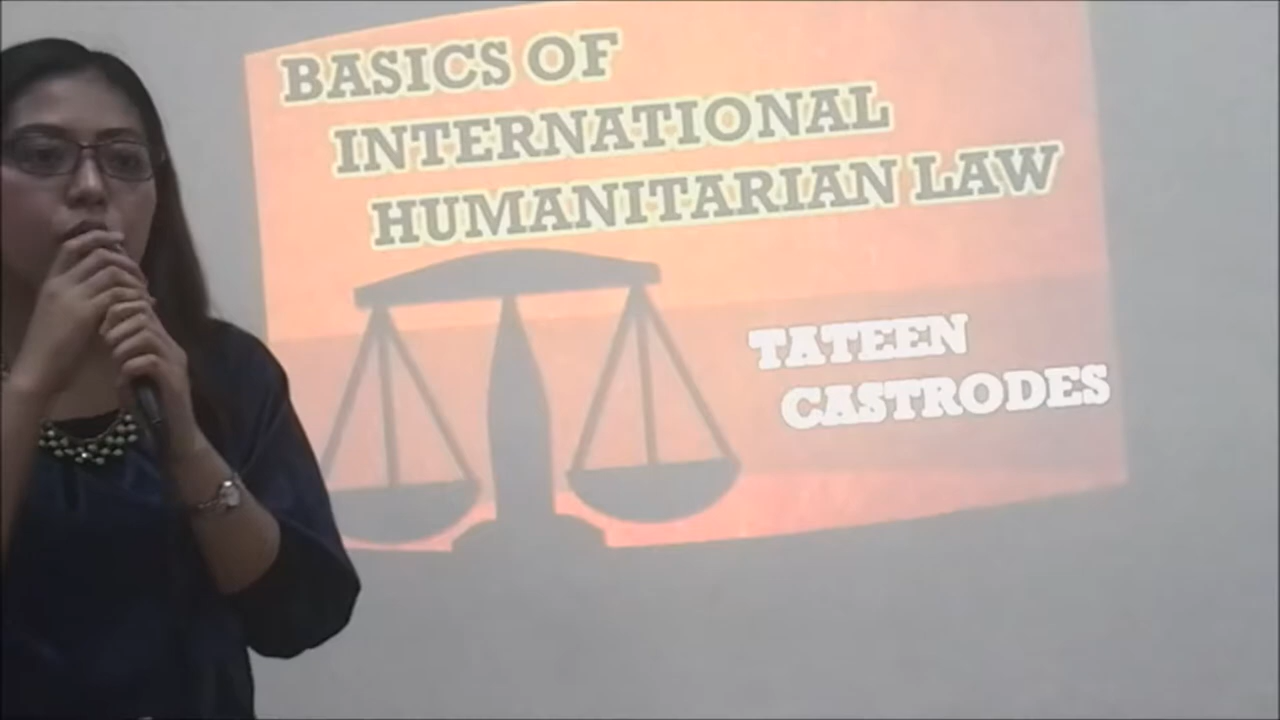 BASICS OF
INTERNATIONAL
HUMANITARIAN LAW
TATEEN
CASTRODES